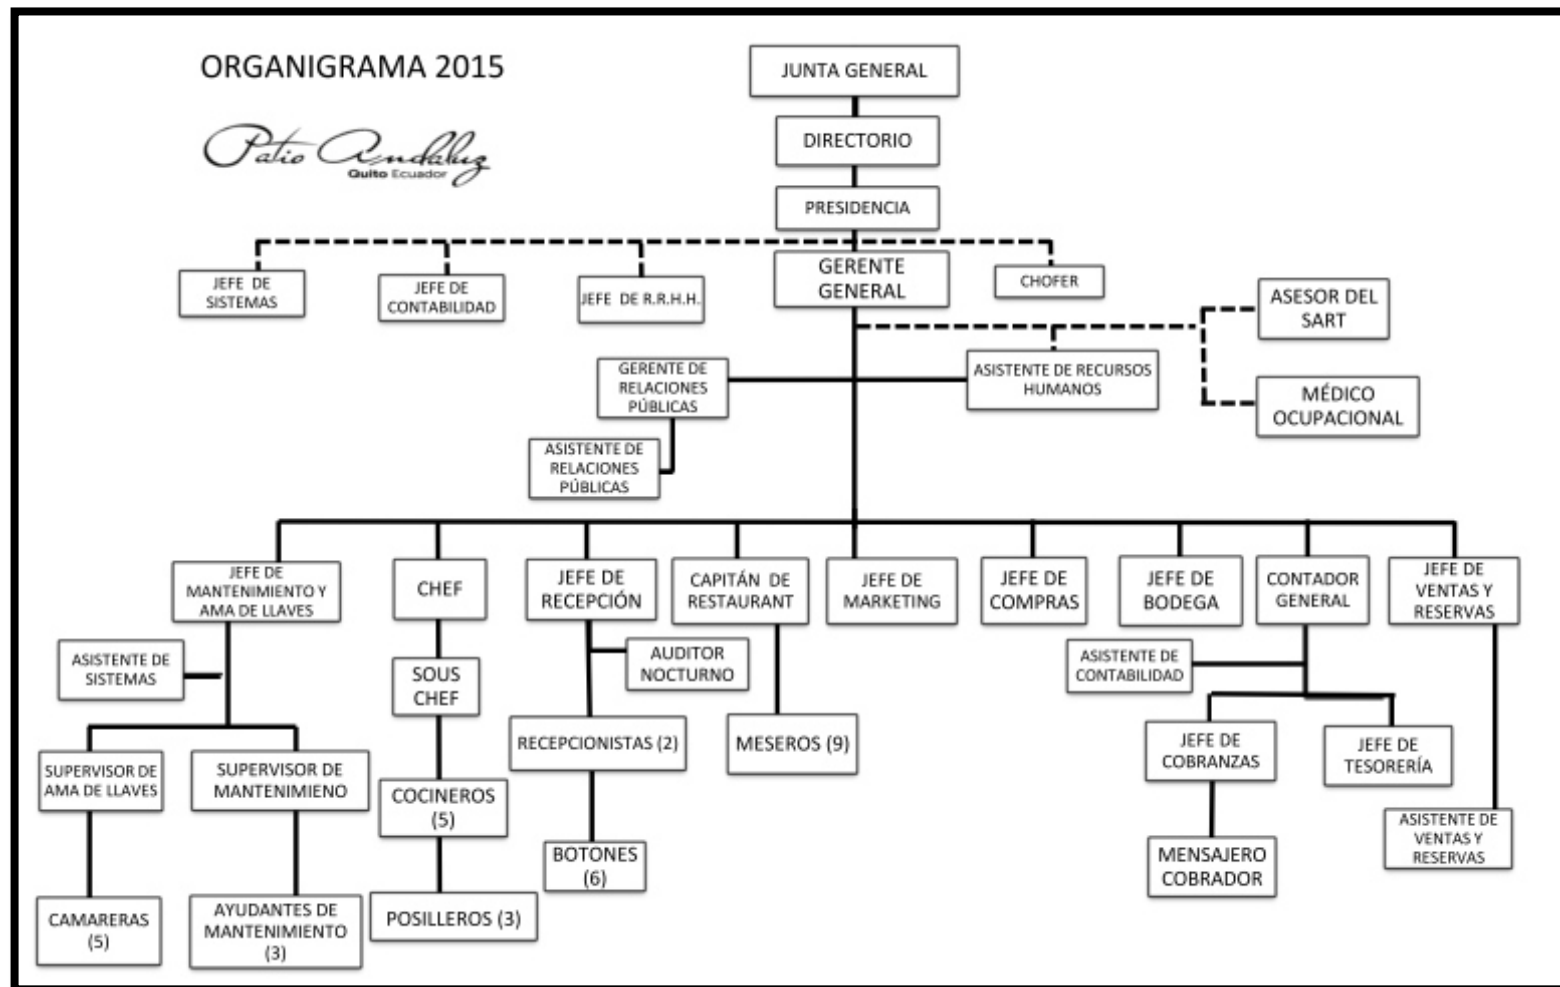 ORGANIGRAMA 2015
Patio Andaluz
Quito Ecuador
JUNTA GENERAL
DIRECTORIO
PRESIDENCIA
JEFE DE
SISTEMAS
JEFE DE
CONTABILIDAD
JEFE DE R.R.H.H.
GERENTE
GENERAL
CHOFER
ASESOR DEL
SART
GERENTE DE
RELACIONES
PÚBLICAS
ASISTENTE DE RECURSOS
HUMANOS
MÉDICO
OCUPACIONAL
ASISTENTE DE
RELACIONES
PÚBLICAS
JEFE DE
MANTENIMIENTO Y
AMA DE LLAVES
CHEF
JEFE DE
RECEPCIÓN
CAPITÁN DE
RESTAURANT
JEFE DE
MARKETING
JEFE DE
COMPRAS
JEFE DE
BODEGA
CONTADOR
GENERAL
JEFE DE
VENTAS Y
RESERVAS
ASISTENTE DE
SISTEMAS
SOUS
CHEF
AUDITOR
NOCTURNO
ASISTENTE DE
CONTABILIDAD
SUPERVISOR DE
AMA DE LLAVES
SUPERVISOR DE
MANTENIMIENO
COCINEROS
(5)
RECEPCIONISTAS (2)
MESEROS (9)
JEFE DE
COBRANZAS
JEFE DE
TESORERÍA
BOTONES
(6)
MENSAJERO
COBRADOR
ASISTENTE DE
VENTAS Y
RESERVAS
CAMARERAS
(5)
AYUDANTES DE
MANTENIMIENTO
(3)
POSILLEROS (3)